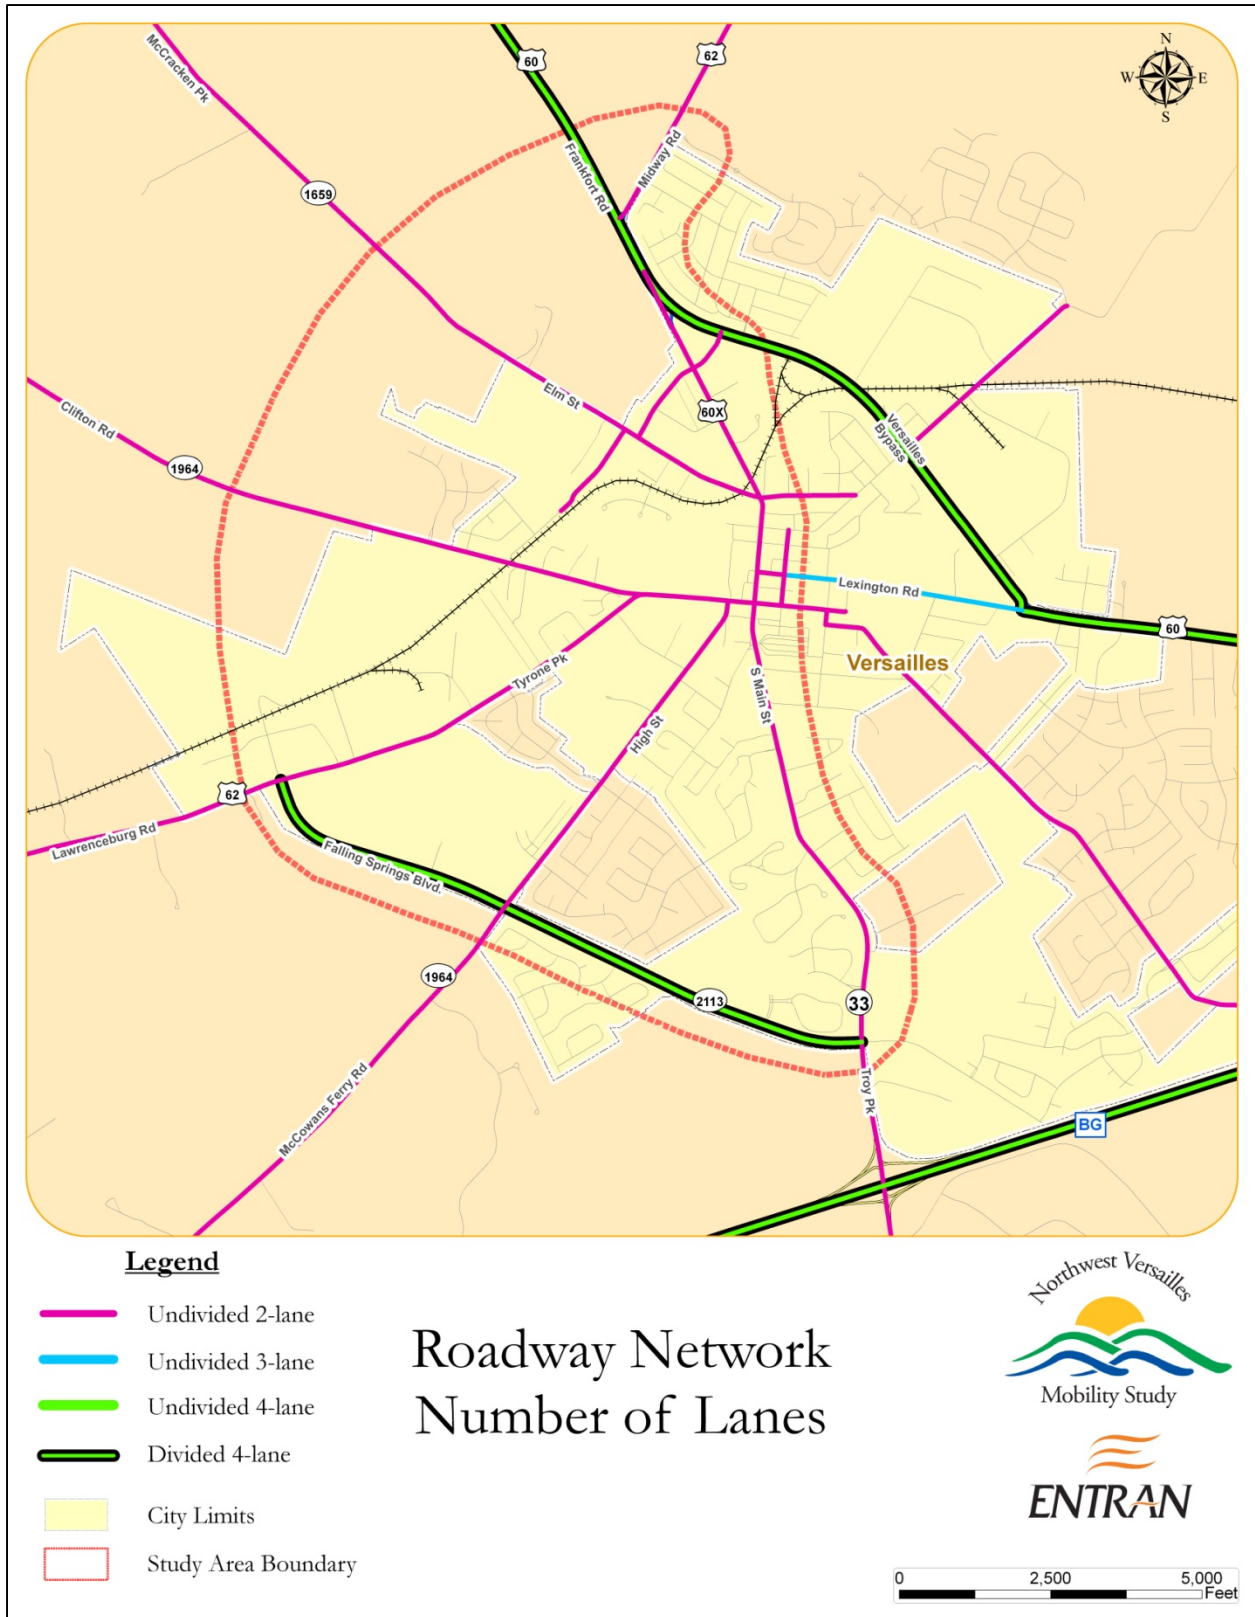 N
W
E
S
McCracken Pk
60
62
Frankfort Rd
Midway Rd
1659
Clifton Rd
1964
Elm St
60X
Versailles
Bypass
Lexington Rd
60
Versailles
Tyrone Pk
S Main St
High St
62
Lawrenceburg Rd
Falling Springs Blvd.
1964
2113
33
McCowans Ferry Rd
Troy Pk
BG
Legend
Undivided 2-lane
Undivided 3-lane
Undivided 4-lane
Divided 4-lane
City Limits
Study Area Boundary
Roadway Network
Number of Lanes
Northwest Versailles
Mobility Study
ENTRAN
0 2,500 5,000
Feet